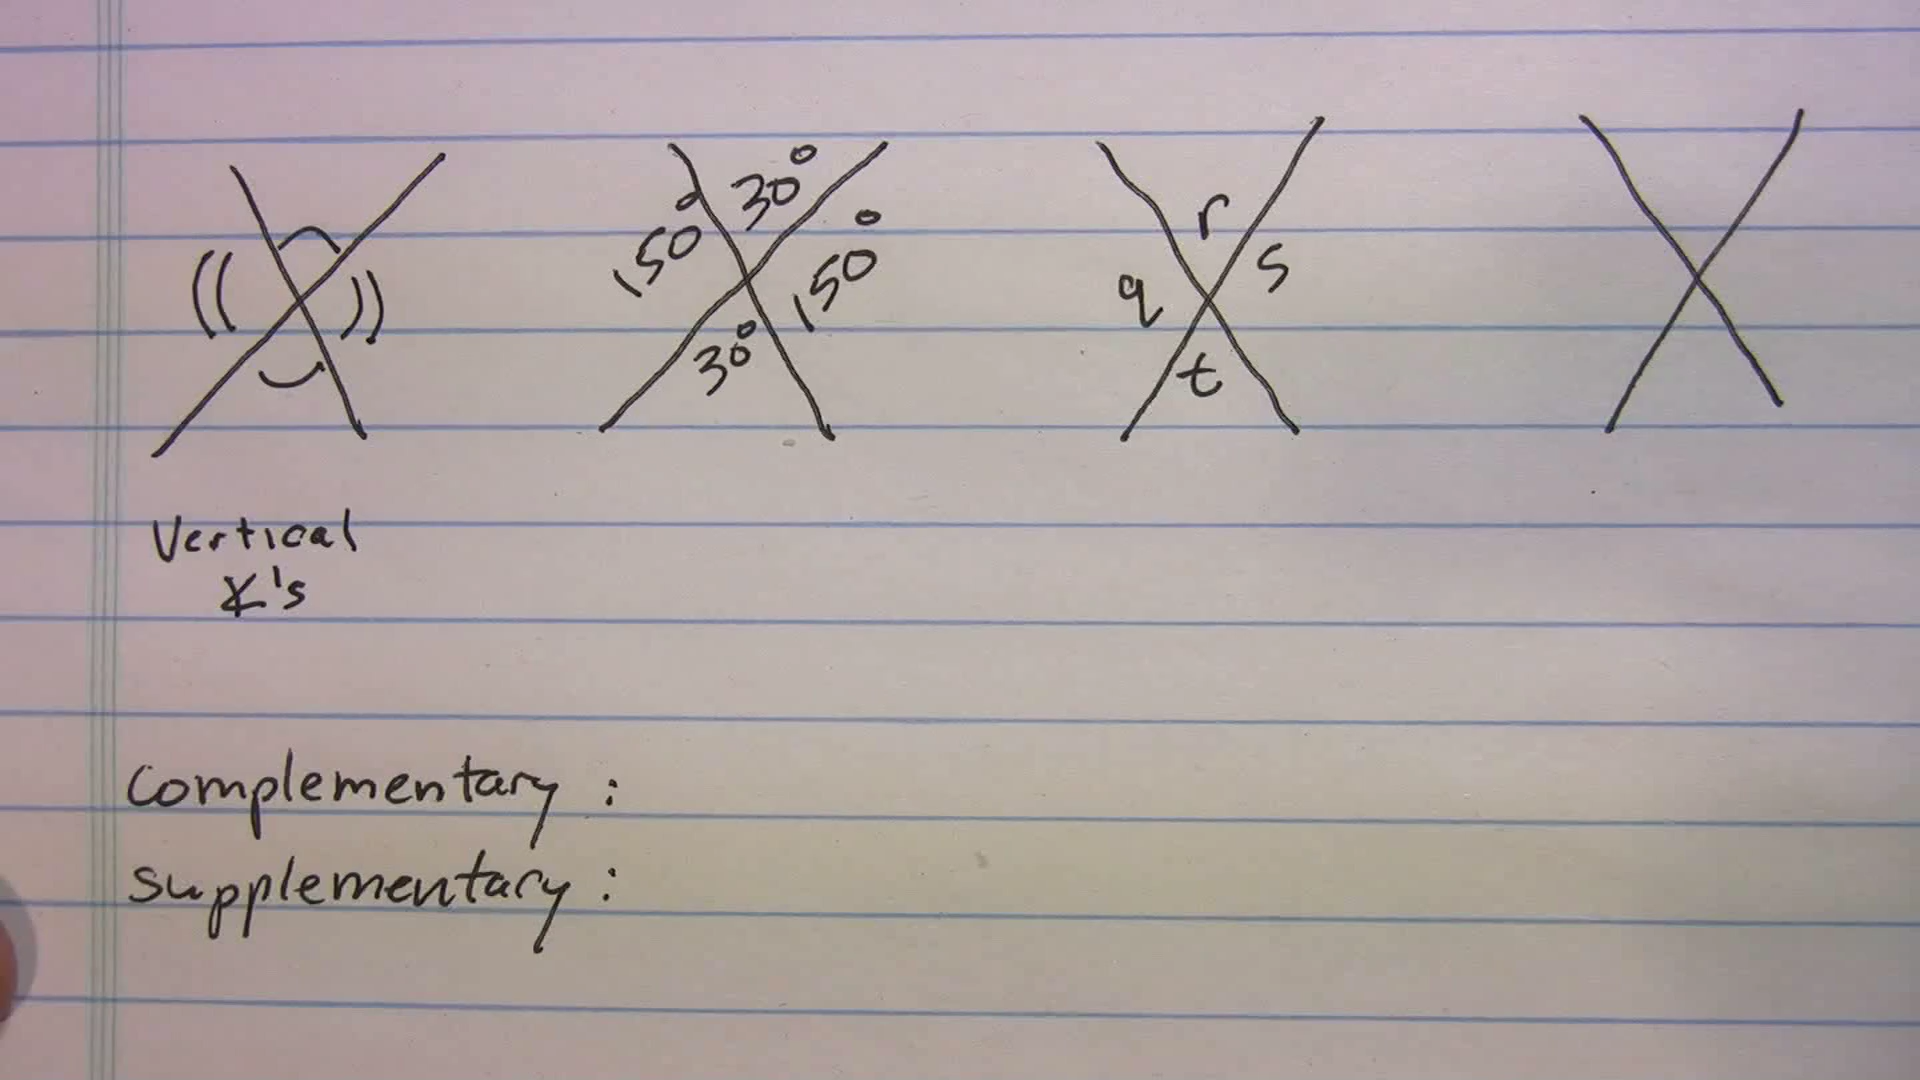 30°
150° 150°
30°
r
q s
t
Vertical
∡'s
Complementary :
Supplementary :